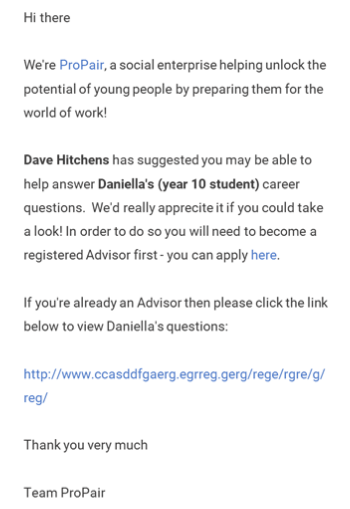 Hi there
We're ProPair, a social enterprise helping unlock the
potential of young people by preparing them for the
world of work!
Dave Hitchens has suggested you may be able to
help answer Daniella's (year 10 student) career
questions. We'd really apprecite it if you could take
a look! In order to do so you will need to become a
registered Advisor first - you can apply here.
If you're already an Advisor then please click the link
below to view Daniella's questions:
http://www.ccasddfgaerg.egrreg.gerg/rege/rgre/g/
reg/
Thank you very much
Team ProPair